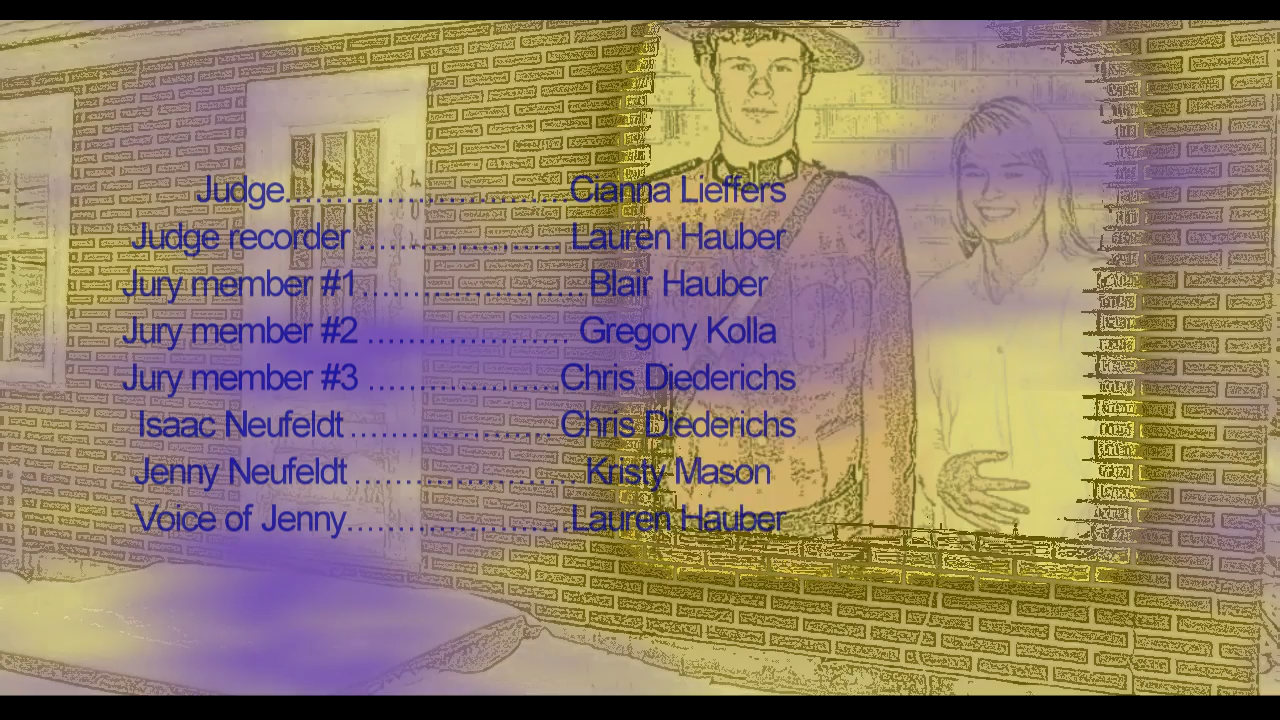 Judge.................................Cianna Lieffers
Judge recorder ....................... Lauren Hauber
Jury member #1..........................Blair Hauber
Jury member #2 ....................... Gregory Kolla
Jury member #3 ......................Chris Diederichs
Isaac Neufeldt ....................... Chris Diederichs
Jenny Neufeldt ......................... Kristy Mason
Voice of Jenny..........................Lauren Hauber